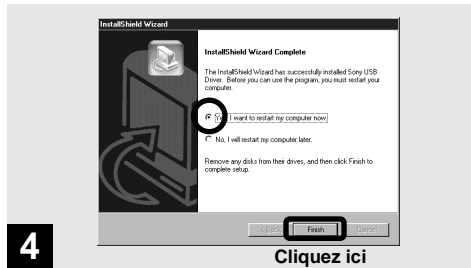 InstallShield Wizard
InstallShield Wizard Complete
The InstallShield Wizard has successfully installed Sony USB
Driver. Before you can use the program, you must restart your
computer.
Yes, I want to restart my computer now.
No, I will restart my computer later.
Remove any disks from their drives, and then click Finish to
complete setup.
< Back Finish Cancel
4
Cliquez ici